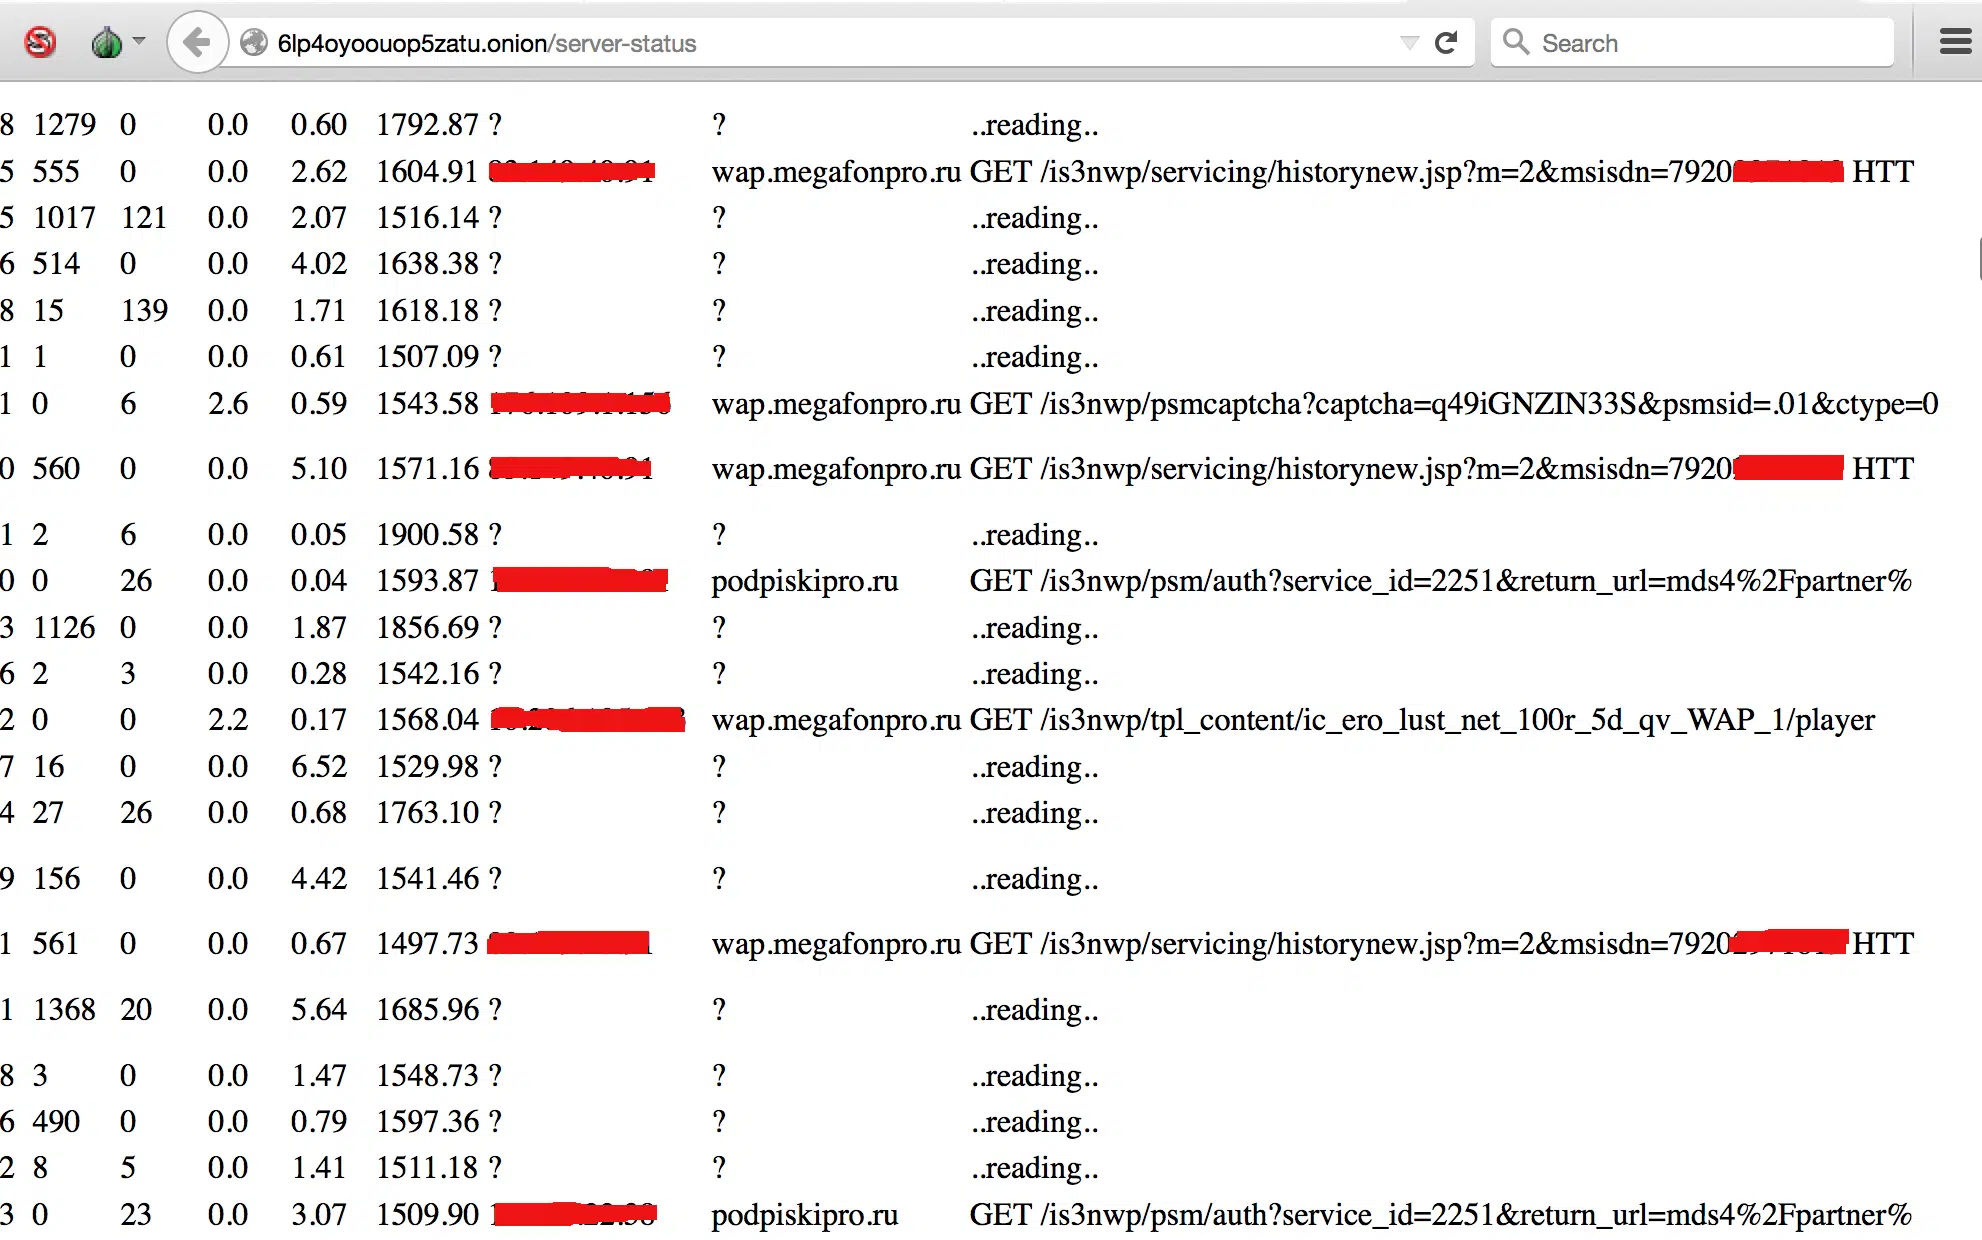 6lp4oyoouop5zatu.onion/server-status Search
8 1279 0 0.0 0.60 1792.87 ? ? ..reading..
5 555 0 0.0 2.62 1604.91 wap.megafonpro.ru GET /is3nwp/servicing/historynew.jsp?m=2&msisdn=7920 HTT
5 1017 121 0.0 2.07 1516.14 ? ? ..reading..
6 514 0 0.0 4.02 1638.38 ? ? ..reading..
8 15 139 0.0 1.71 1618.18 ? ? ..reading..
1 1 0 0.0 0.61 1507.09 ? ? ..reading..
1 0 6 2.6 0.59 1543.58 wap.megafonpro.ru GET /is3nwp/psmcaptcha?captcha=q49iGNZIN33S&psmsid=.01&ctype=0
0 560 0 0.0 5.10 1571.16 wap.megafonpro.ru GET /is3nwp/servicing/historynew.jsp?m=2&msisdn=7920 HTT
1 2 6 0.0 0.05 1900.58 ? ? ..reading..
0 0 26 0.0 0.04 1593.87 podpiskipro.ru GET /is3nwp/psm/auth?service_id=2251&return_url=mds4%2Fpartner%
3 1126 0 0.0 1.87 1856.69 ? ? ..reading..
6 2 3 0.0 0.28 1542.16 ? ? ..reading..
2 0 0 2.2 0.17 1568.04 wap.megafonpro.ru GET /is3nwp/tpl_content/ic_ero_lust_net_100r_5d_qv_WAP_1/player
7 16 0 0.0 6.52 1529.98 ? ? ..reading..
4 27 26 0.0 0.68 1763.10 ? ? ..reading..
9 156 0 0.0 4.42 1541.46 ? ? ..reading..
1 561 0 0.0 0.67 1497.73 wap.megafonpro.ru GET /is3nwp/servicing/historynew.jsp?m=2&msisdn=7920 HTT
1 1368 20 0.0 5.64 1685.96 ? ? ..reading..
8 3 0 0.0 1.47 1548.73 ? ? ..reading..
6 490 0 0.0 0.79 1597.36 ? ? ..reading..
2 8 5 0.0 1.41 1511.18 ? ? ..reading..
3 0 23 0.0 3.07 1509.90 podpiskipro.ru GET /is3nwp/psm/auth?service_id=2251&return_url=mds4%2Fpartner%